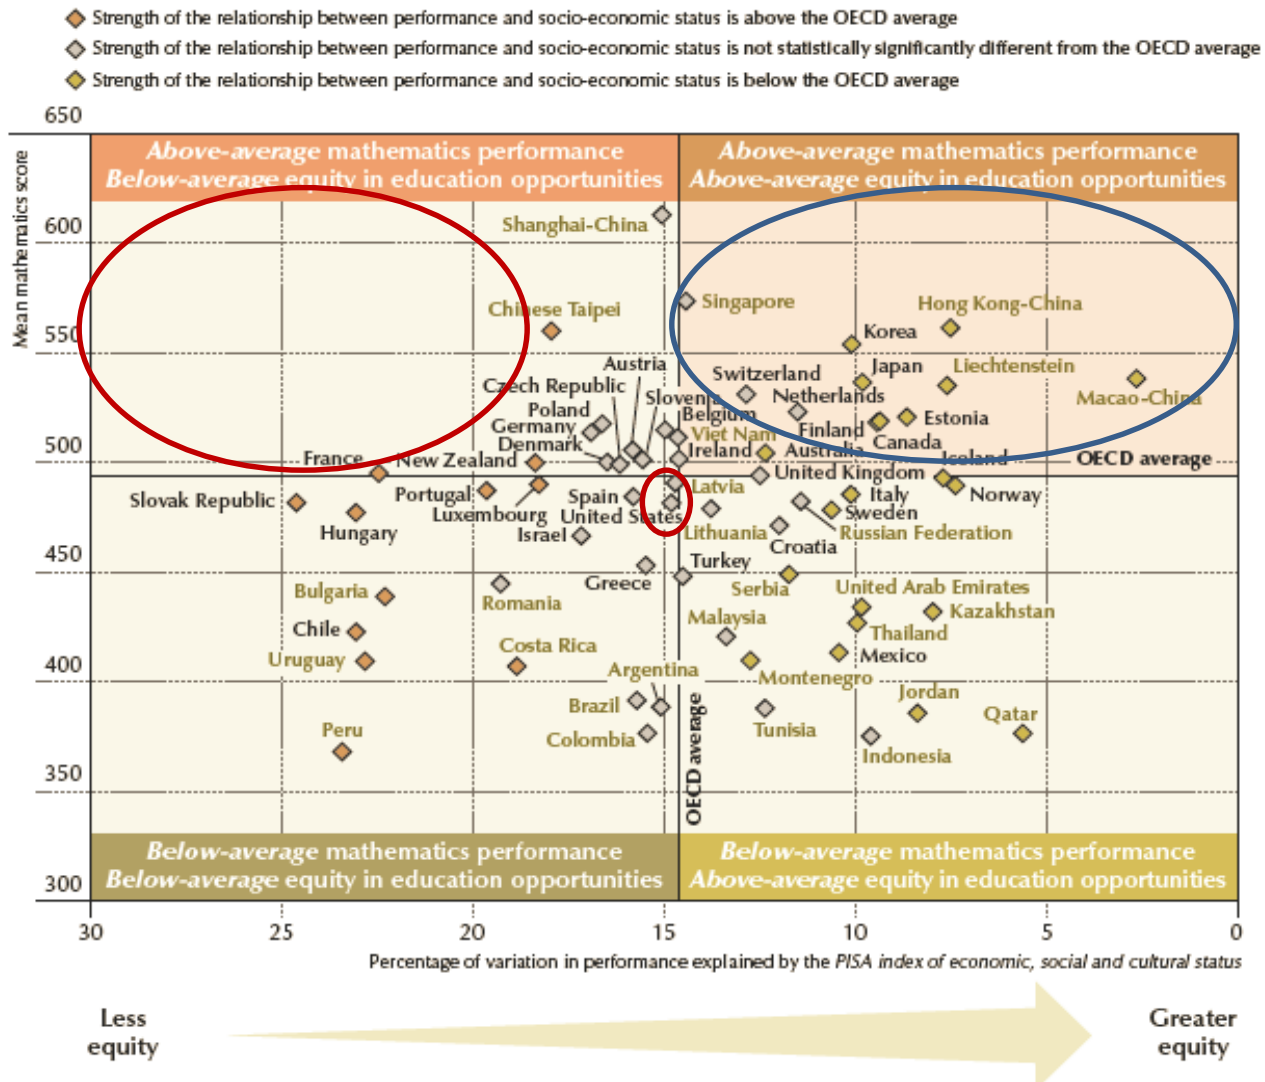 Strength of the relationship between performance and socio-economic status is above the OECD average
Strength of the relationship between performance and socio-economic status is not statistically significantly different from the OECD average
Strength of the relationship between performance and socio-economic status is below the OECD average
650
Mean mathematics score
Above-average mathematics performance
Below-average equity in education opportunities
Above-average mathematics performance
Above-average equity in education opportunities
600
Shanghai-China
Chinese Taipei
Singapore
Hong Kong-China
550
Korea
Austria
Japan
Liechtenstein
Switzerland
Czech Republic
Slovenia
Netherlands
Macao-China
Poland
Belgium
Estonia
Germany
Viet Nam
Finland
Canada
Denmark
Ireland
Australia
500
France
New Zealand
Iceland
OECD average
United Kingdom
Slovak Republic
Portugal
Spain
Latvia
Italy
Norway
Luxembourg
United States
Sweden
Hungary
Israel
Lithuania
Russian Federation
Croatia
450
Turkey
Greece
Bulgaria
Romania
Serbia
United Arab Emirates
Kazakhstan
Chile
Malaysia
Thailand
Uruguay
Costa Rica
Mexico
400
Argentina
Montenegro
Brazil
Jordan
Peru
Colombia
Tunisia
Qatar
Indonesia
350
OECD average
Below-average mathematics performance
Below-average equity in education opportunities
Below-average mathematics performance
Above-average equity in education opportunities
300
30
25
20
15
10
5
0
Percentage of variation in performance explained by the PISA index of economic, social and cultural status
Less
equity
Greater
equity